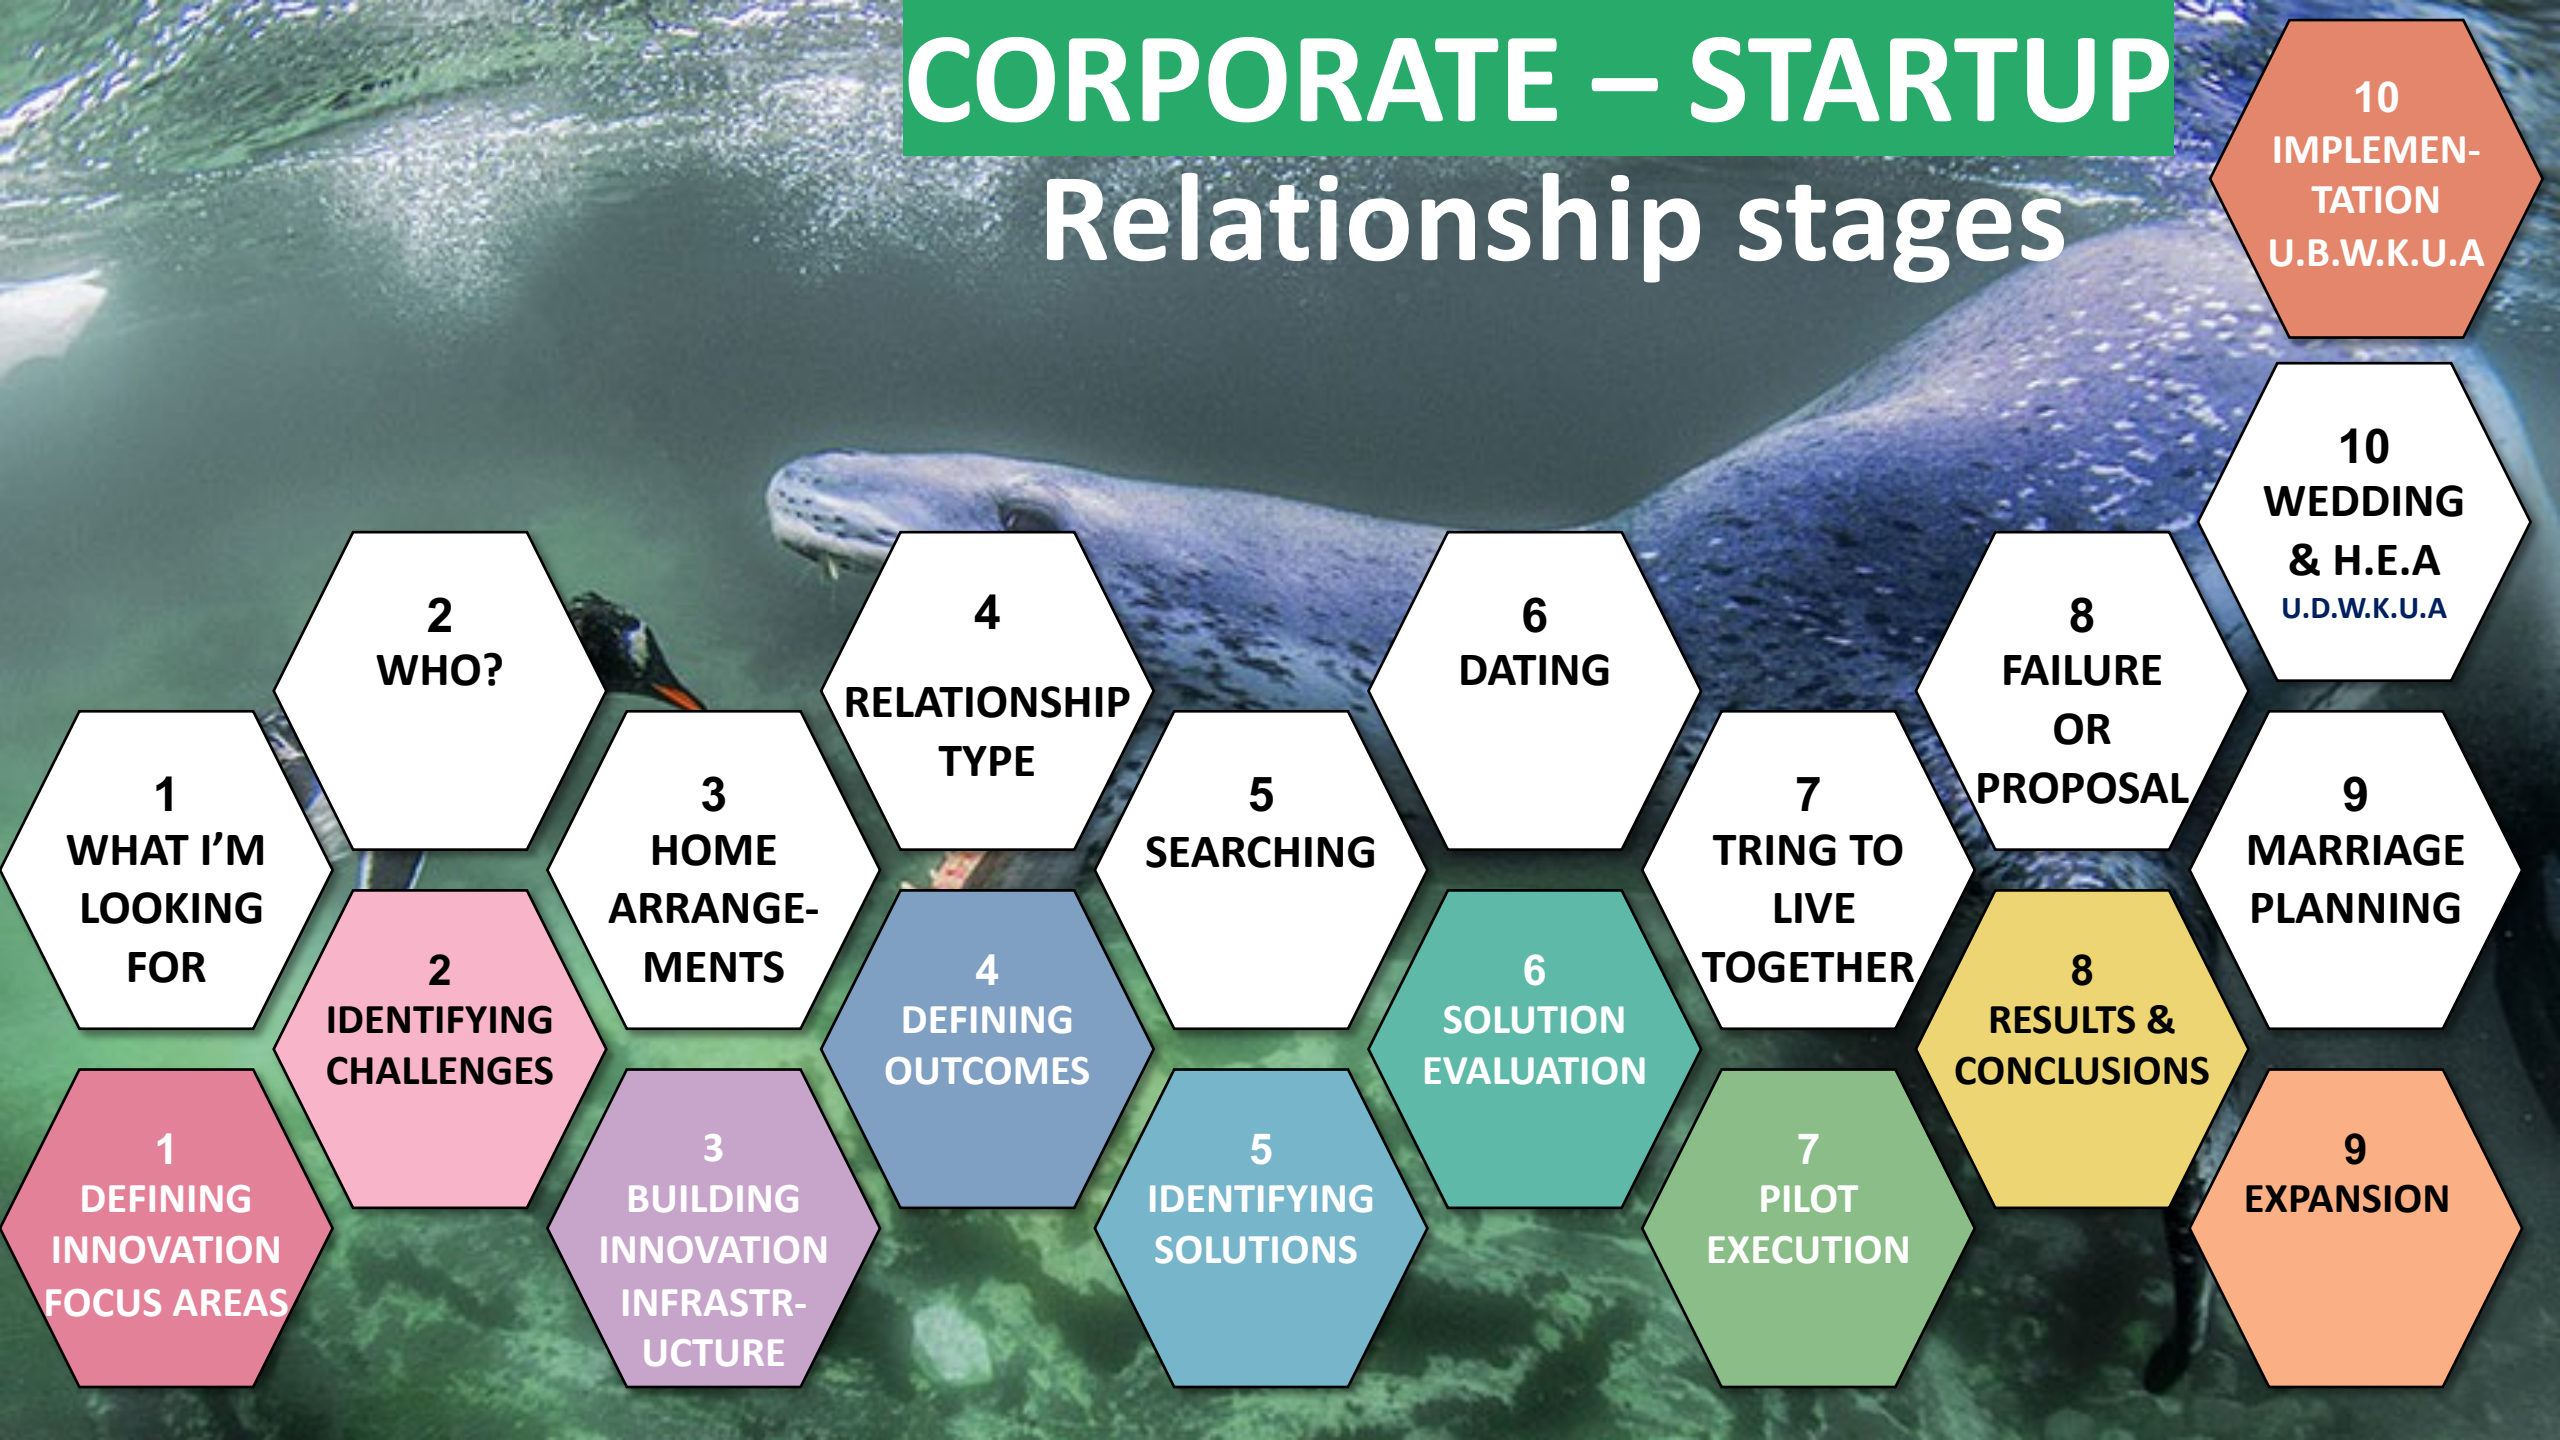 CORPORATE – STARTUP
Relationship stages
10
IMPLEMEN-
TATION
U.B.W.K.U.A
10
WEDDING
& H.E.A
U.D.W.K.U.A
1
WHAT I’M
LOOKING
FOR
2
WHO?
3
HOME
ARRANGE-
MENTS
4
RELATIONSHIP
TYPE
5
SEARCHING
6
DATING
7
TRING TO
LIVE
TOGETHER
8
FAILURE
OR
PROPOSAL
9
MARRIAGE
PLANNING
1
DEFINING
INNOVATION
FOCUS AREAS
2
IDENTIFYING
CHALLENGES
3
BUILDING
INNOVATION
INFRASTR-
UCTURE
4
DEFINING
OUTCOMES
5
IDENTIFYING
SOLUTIONS
6
SOLUTION
EVALUATION
7
PILOT
EXECUTION
8
RESULTS &
CONCLUSIONS
9
EXPANSION